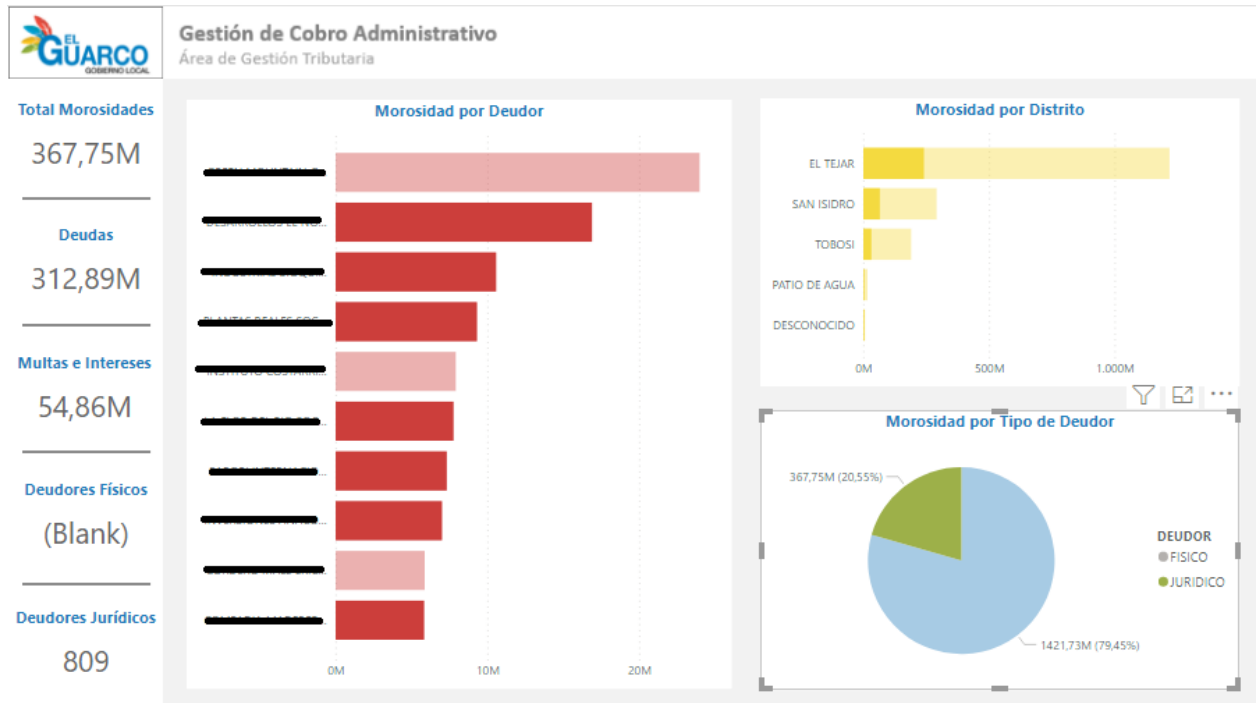 EL
GUARCO
GOBIERNO LOCAL
Gestión de Cobro Administrativo
Área de Gestión Tributaria
Total Morosidades
367,75M
Deudas
312,89M
Multas e Intereses
54,86M
Deudores Físicos
(Blank)
Deudores Jurídicos
809
Morosidad por Deudor
0M
10M
20M
Morosidad por Distrito
EL TEJAR
SAN ISIDRO
TOBOSI
PATIO DE AGUA
DESCONOCIDO
0M
500M
1.000M
Morosidad por Tipo de Deudor
367,75M (20,55%)
1421,73M (79,45%)
DEUDOR
FISICO
JURIDICO